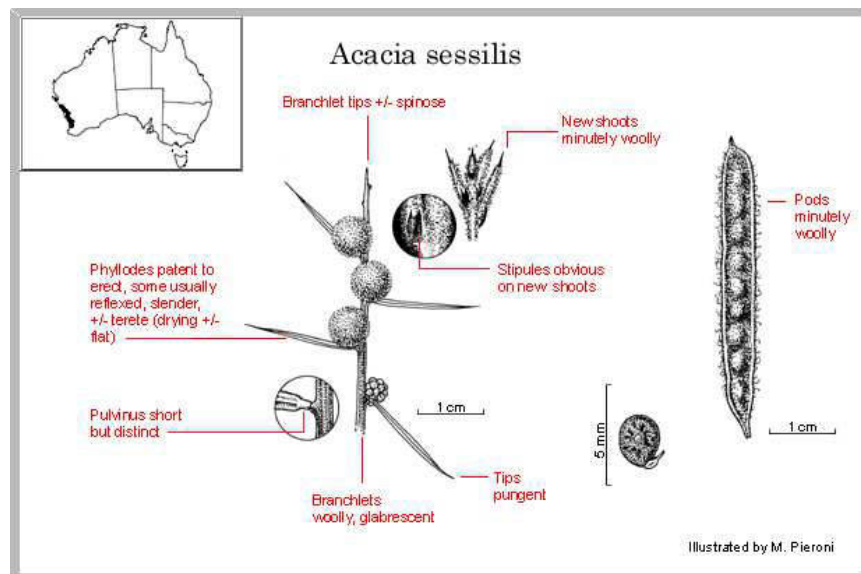 Acacia sessilis
Branchlet tips +/- spinose
New shoots
minutely woolly
Pods
minutely
woolly
Phyllodes patent to
erect, some usually
reflexed, slender,
+/- terete (drying +/-
flat)
Stipules obvious
on new shoots
Pulvinus short
but distinct
1 cm
5 mm
1 cm
Tips
pungent
Branchlets
woolly, glabrescent
Illustrated by M. Pieroni